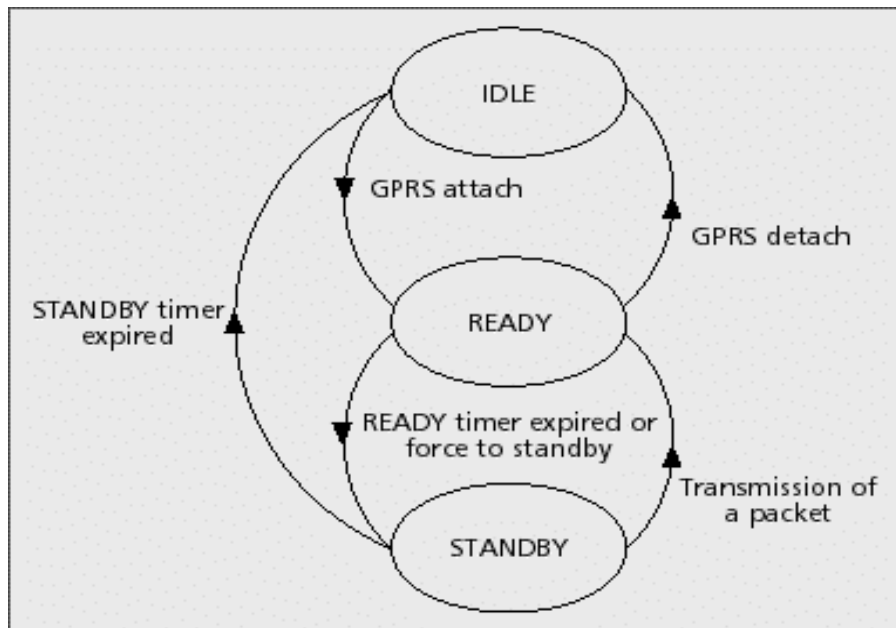 IDLE
GPRS attach
GPRS detach
STANDBY timer
expired
READY
READY timer expired or
force to standby
Transmission of
a packet
STANDBY